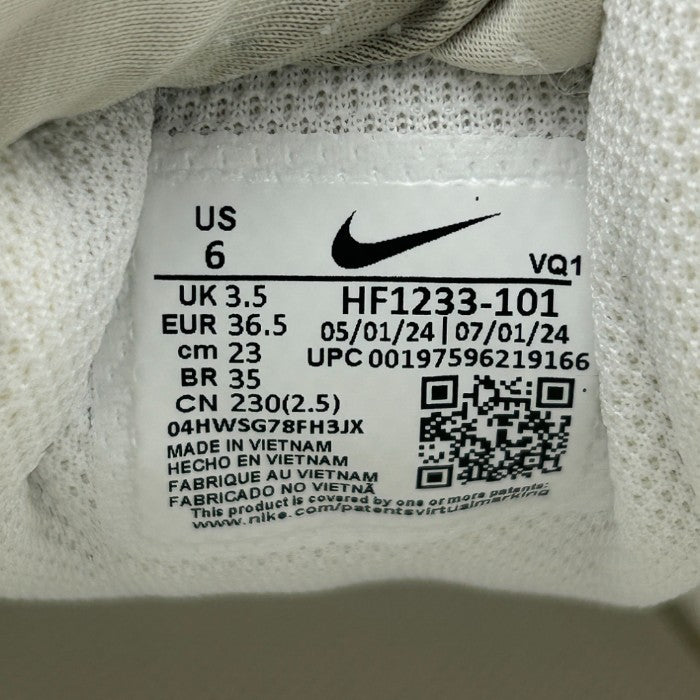 US
6
VQ1
UK 3.5
EUR 36.5
cm 23
BR 35
CN 230(2.5)
HF1233-101
05/01/24 | 07/01/24
UPC 00197596219166
04HWSG78FH3JX
MADE IN VIETNAM
HECHO EN VIETNAM
FABRIQUE AU VIETNAM
FABRICADO NO VIETNÃ
This product is covered by one or more patents:
www.nike.com/patentsvirtualmarking